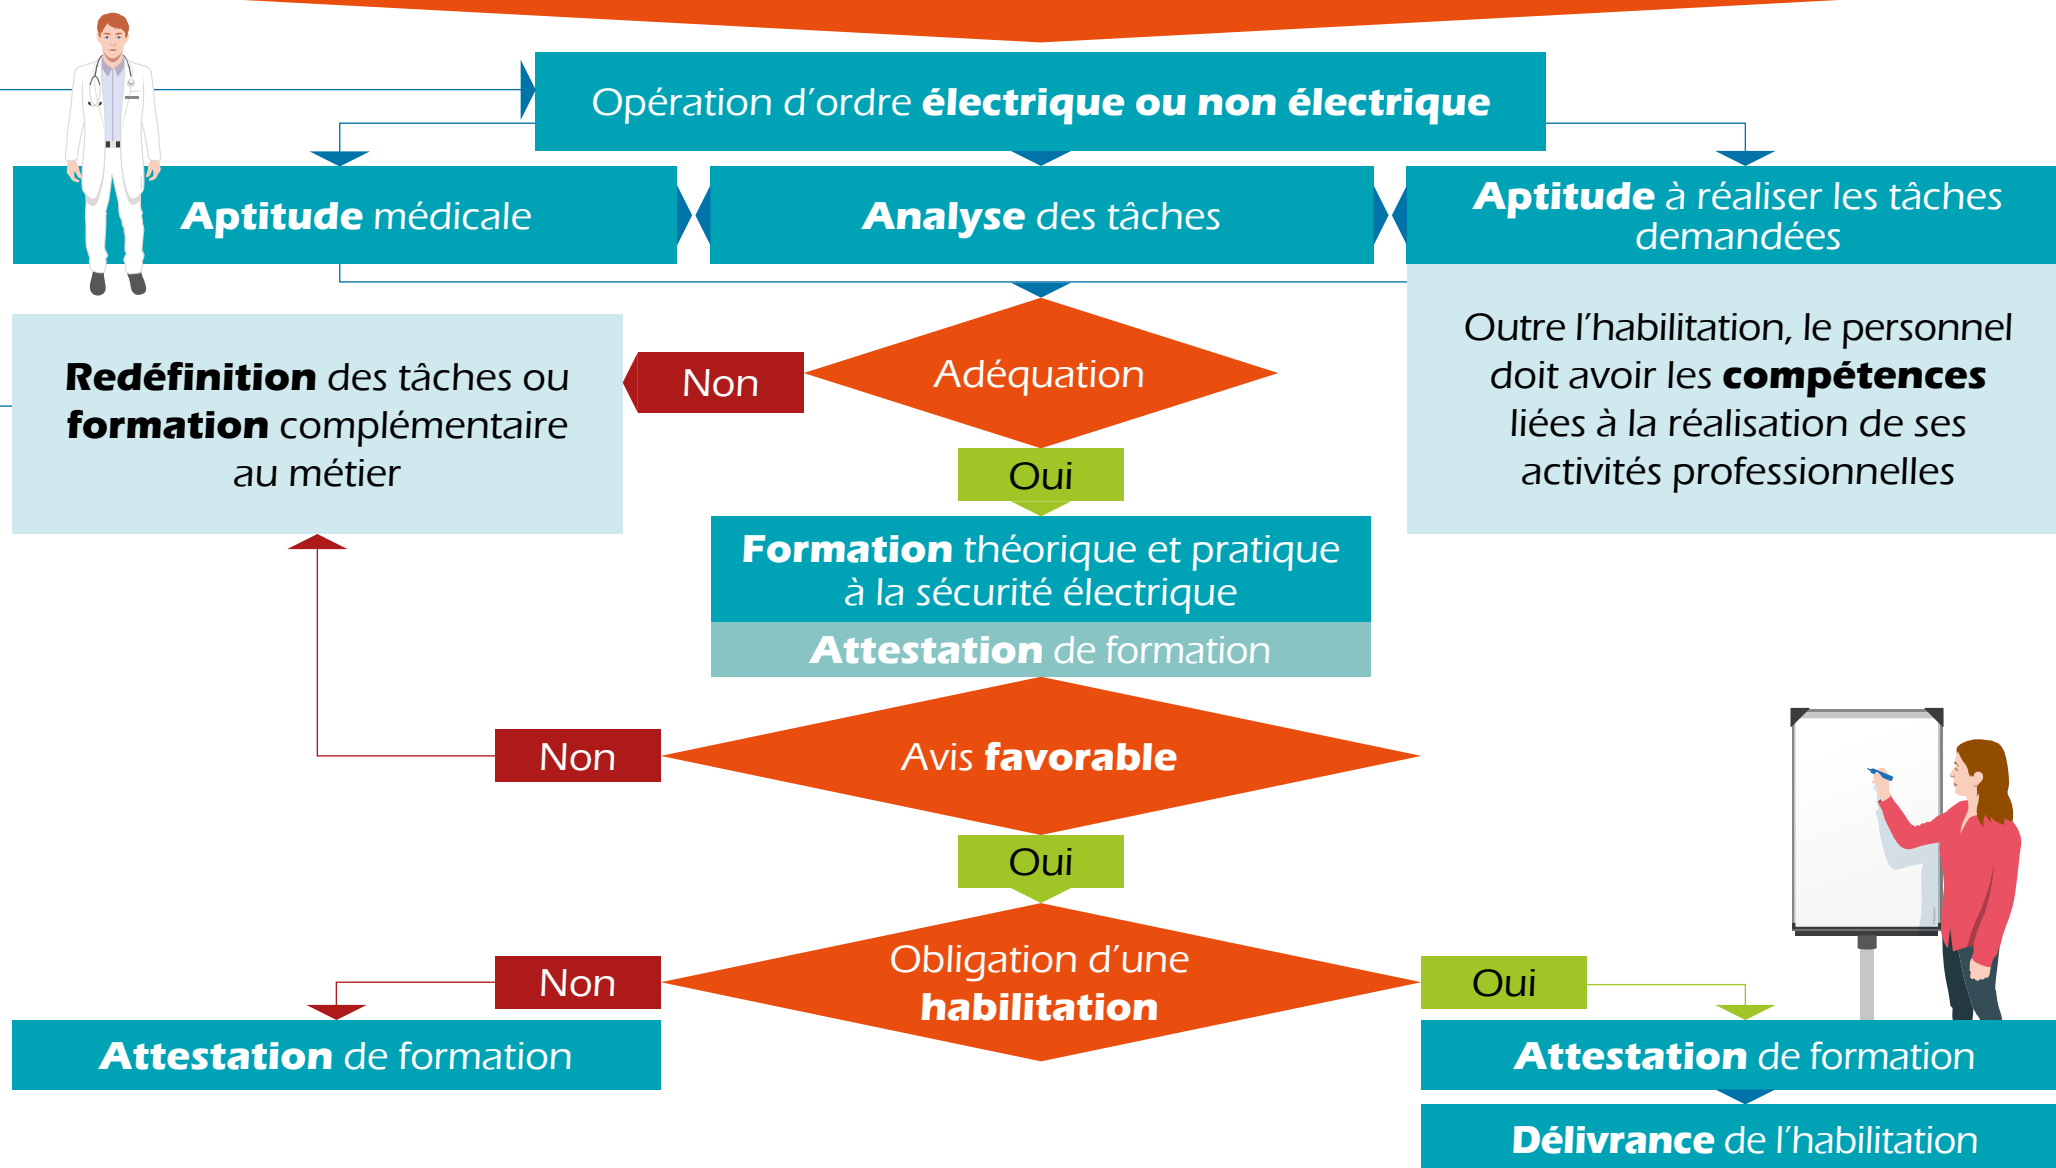 Opération d’ordre électrique ou non électrique
Aptitude médicale
Analyse des tâches
Aptitude à réaliser les tâches
demandées
Redéfinition des tâches ou
formation complémentaire
au métier
Non
Adéquation
Outre l’habilitation, le personnel
doit avoir les compétences
liées à la réalisation de ses
activités professionnelles
Oui
Formation théorique et pratique
à la sécurité électrique
Attestation de formation
Non
Avis favorable
Oui
Non
Obligation d’une
habilitation
Oui
Attestation de formation
Attestation de formation
Délivrance de l’habilitation